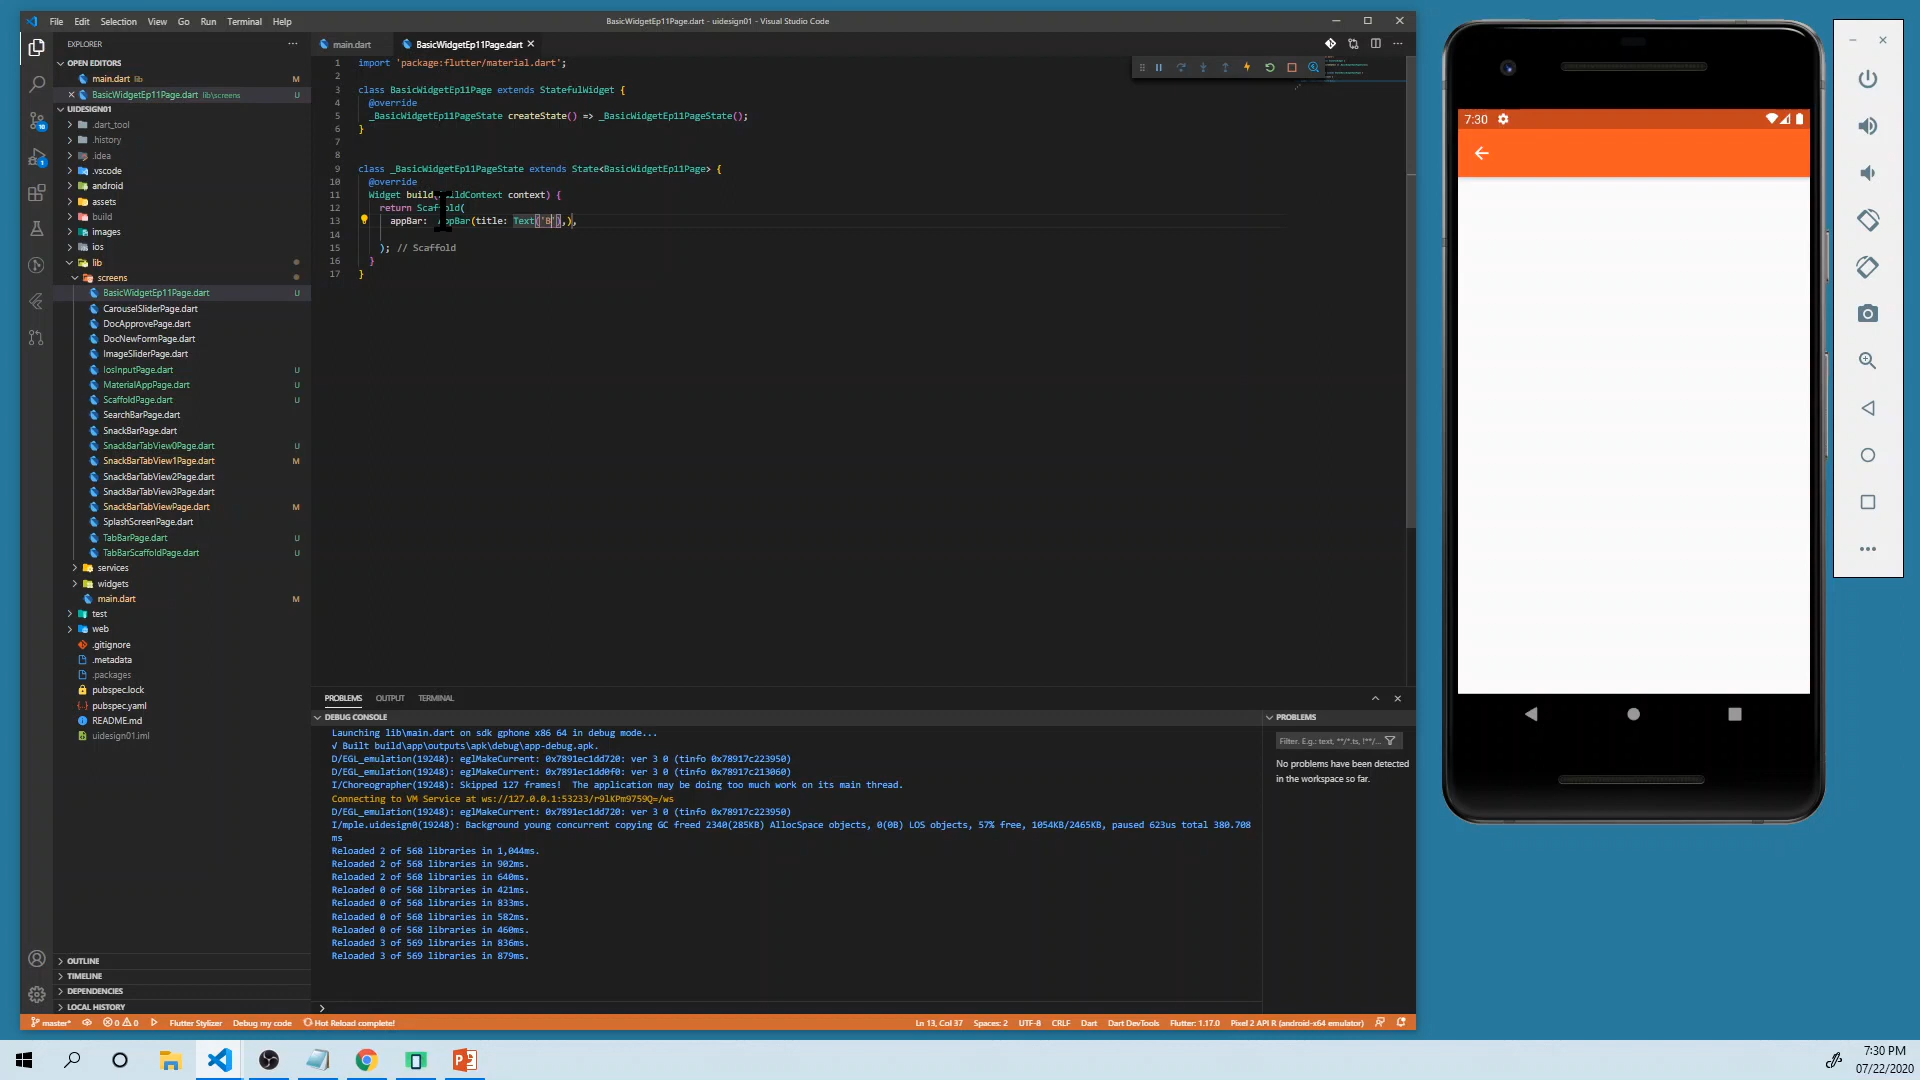 File Edit Selection View Go Run Terminal Help
BasicWidgetEp11Page.dart - uidesign01 - Visual Studio Code
EXPLORER
OPEN EDITORS
main.dart lib M
BasicWidgetEp11Page.dart lib\screens U
UIDESIGN01
.dart_tool
.history
.idea
.vscode
android
assets
build
images
ios
lib
screens
BasicWidgetEp11Page.dart U
CarouselSliderPage.dart
DocApprovePage.dart
DocNewFormPage.dart
ImageSliderPage.dart
IosInputPage.dart U
MaterialAppPage.dart U
ScaffoldPage.dart U
SearchBarPage.dart
SnackBarPage.dart
SnackBarTabView0Page.dart U
SnackBarTabView1Page.dart M
SnackBarTabView2Page.dart
SnackBarTabView3Page.dart
SnackBarTabViewPage.dart M
SplashScreenPage.dart
TabBarPage.dart U
TabBarScaffoldPage.dart U
services
widgets
main.dart M
test
web
.gitignore
.metadata
.packages
pubspec.lock
pubspec.yaml
README.md
uidesign01.iml
OUTLINE
TIMELINE
DEPENDENCIES
LOCAL HISTORY
main.dart
BasicWidgetEp11Page.dart
1 import 'package:flutter/material.dart';
2
3 class BasicWidgetEp11Page extends StatefulWidget {
4 @override
5 _BasicWidgetEp11PageState createState() => _BasicWidgetEp11PageState();
6 }
7
8
9 class _BasicWidgetEp11PageState extends State<BasicWidgetEp11Page> {
10 @override
11 Widget build(BuildContext context) {
12 return Scaffold(
13 appBar: AppBar(title: Text('B'),),
14
15 ); // Scaffold
16 }
17 }
PROBLEMS OUTPUT TERMINAL
DEBUG CONSOLE
Launching lib\main.dart on sdk gphone x86 64 in debug mode...
√ Built build\app\outputs\apk\debug\app-debug.apk.
D/EGL_emulation(19248): eglMakeCurrent: 0x7891ec1dd720: ver 3 0 (tinfo 0x78917c223950)
D/EGL_emulation(19248): eglMakeCurrent: 0x7891ec1dd0f0: ver 3 0 (tinfo 0x78917c213060)
I/Choreographer(19248): Skipped 127 frames! The application may be doing too much work on its main thread.
Connecting to VM Service at ws://127.0.0.1:53233/r9lKPm9759Q=/ws
D/EGL_emulation(19248): eglMakeCurrent: 0x7891ec1dd720: ver 3 0 (tinfo 0x78917c223950)
I/mple.uidesign0(19248): Background young concurrent copying GC freed 2340(285KB) AllocSpace objects, 0(0B) LOS objects, 57% free, 1054KB/2465KB, paused 623us total 380.708
ms
Reloaded 2 of 568 libraries in 1,044ms.
Reloaded 2 of 568 libraries in 902ms.
Reloaded 2 of 568 libraries in 640ms.
Reloaded 0 of 568 libraries in 421ms.
Reloaded 0 of 568 libraries in 833ms.
Reloaded 0 of 568 libraries in 582ms.
Reloaded 0 of 568 libraries in 460ms.
Reloaded 3 of 569 libraries in 836ms.
Reloaded 3 of 569 libraries in 879ms.
PROBLEMS
Filter. E.g.: text, **/*.ts, !**/...
No problems have been detected
in the workspace so far.
master* 0 0 Flutter Stylizer Debug my code Hot Reload complete!
Ln 13, Col 37 Spaces: 2 UTF-8 CRLF Dart Dart DevTools Flutter: 1.17.0 Pixel 2 API R (android-x64 emulator)
7:30
7:30 PM
07/22/2020